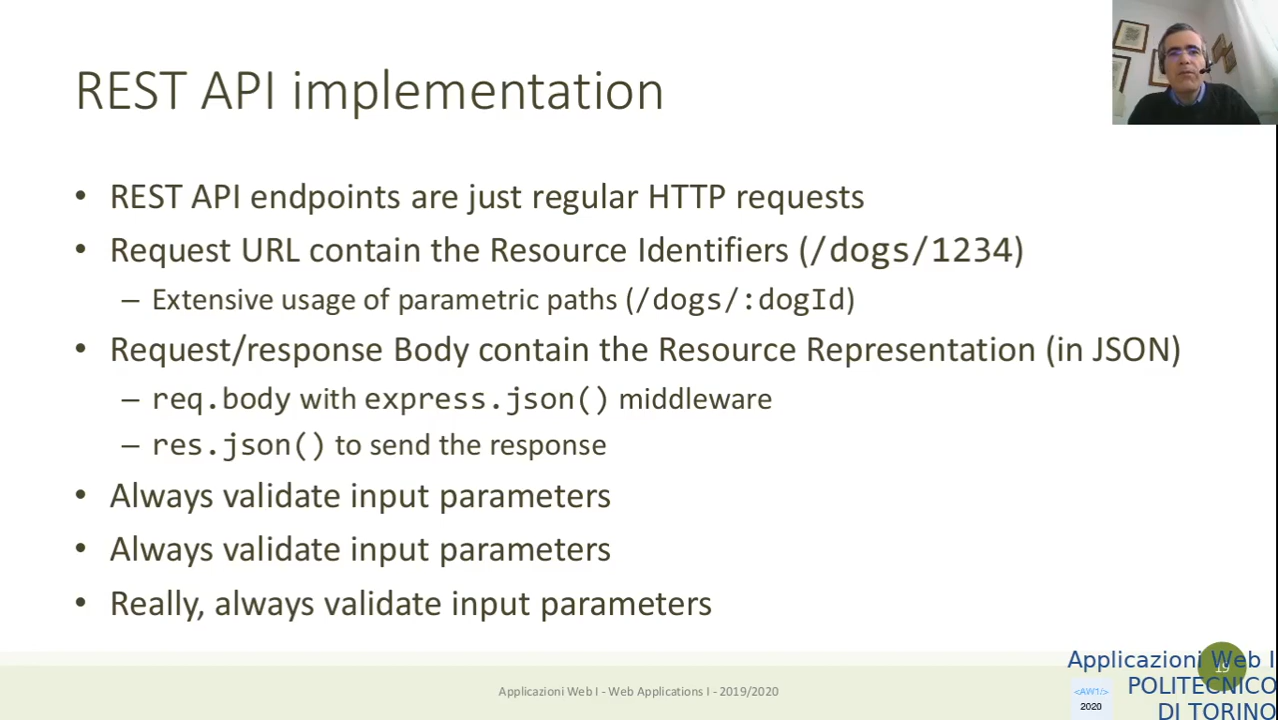 REST API implementation
• REST API endpoints are just regular HTTP requests
• Request URL contain the Resource Identifiers (/dogs/1234)
– Extensive usage of parametric paths (/dogs/:dogId)
• Request/response Body contain the Resource Representation (in JSON)
– req.body with express.json() middleware
– res.json() to send the response
• Always validate input parameters
• Always validate input parameters
• Really, always validate input parameters
Applicazioni Web I - Web Applications I - 2019/2020
Applicazioni Web I
POLITECNICO
DI TORINO
<AW1/>
2020